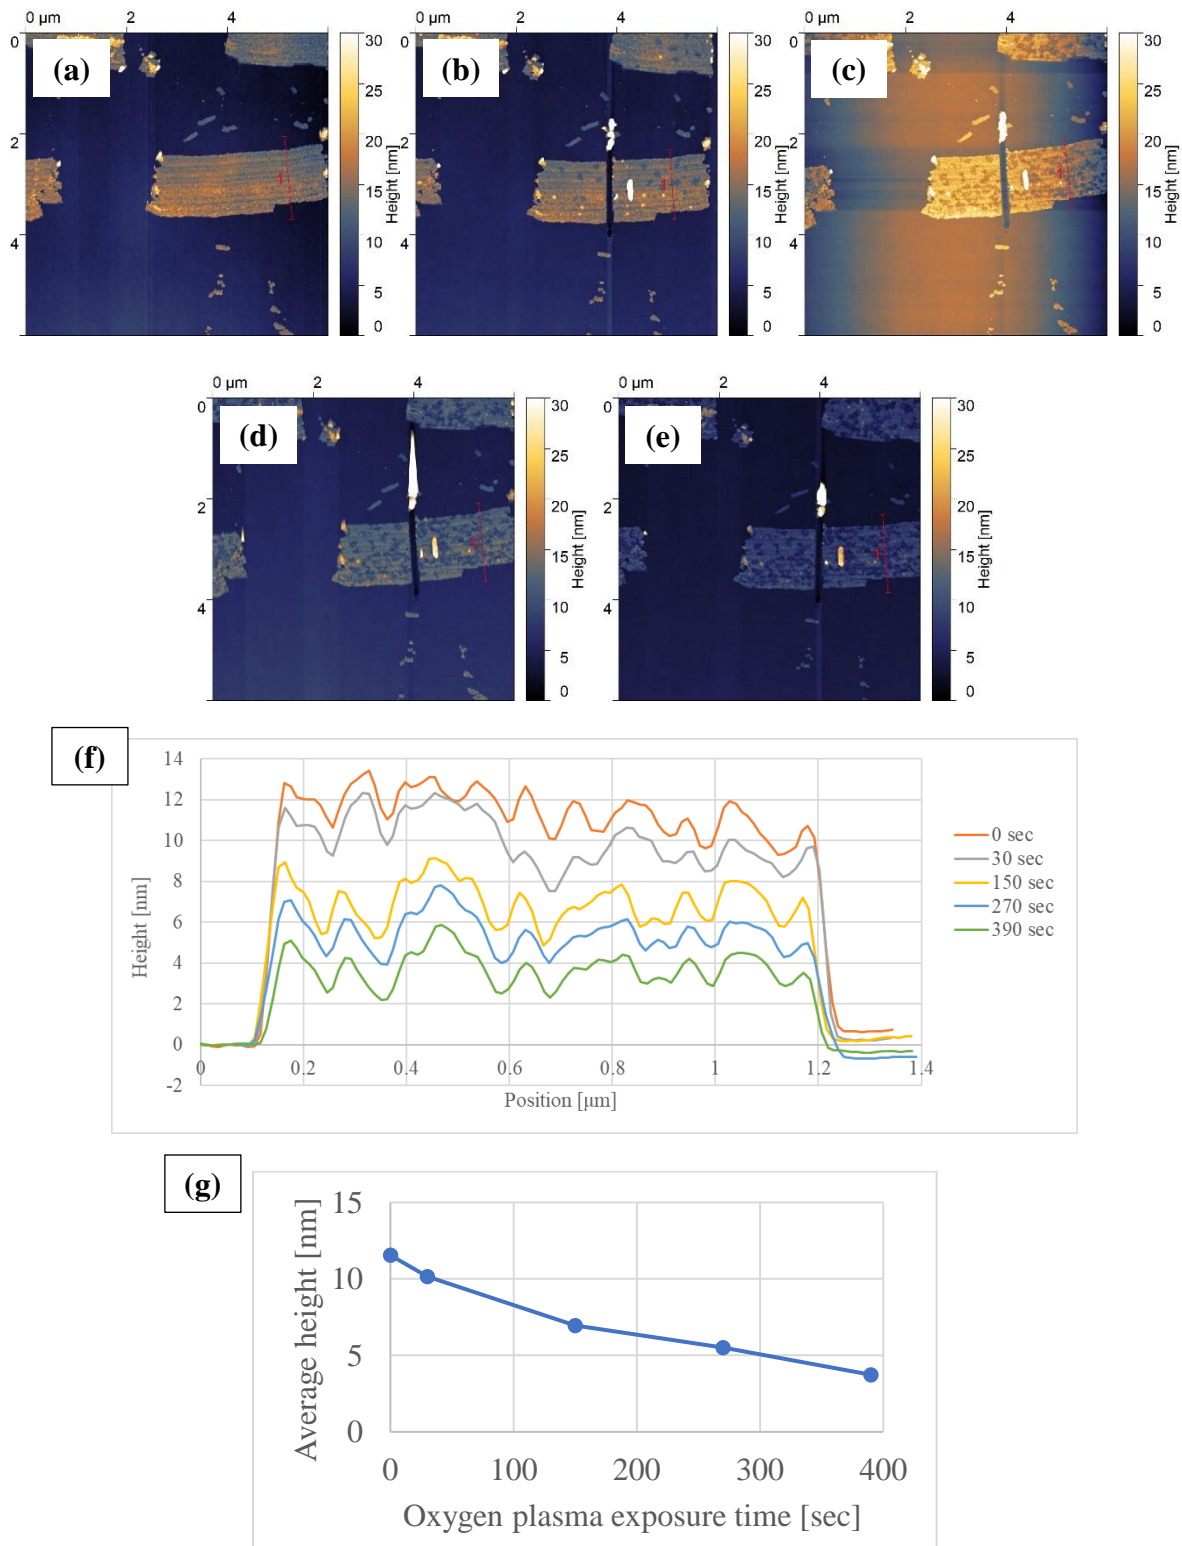 0 µm 2 4
0 2 4
(a)
30 25 20 15 10 5 0
Height [nm]
1
0 µm 2 4
0 2 4
(b)
30 25 20 15 10 5 0
Height [nm]
1
0 µm 2 4
0 2 4
(c)
30 25 20 15 10 5 0
Height [nm]
1
0 µm 2 4
0 2 4
(d)
30 25 20 15 10 5 0
Height [nm]
1
0 µm 2 4
0 2 4
(e)
30 25 20 15 10 5 0
Height [nm]
1
(f)
14
12
10
8
6
4
2
0
-2
Height [nm]
0 0.2 0.4 0.6 0.8 1 1.2 1.4
Position [µm]
0 sec
30 sec
150 sec
270 sec
390 sec
(g)
15
10
5
0
Average height [nm]
0 100 200 300 400
Oxygen plasma exposure time [sec]